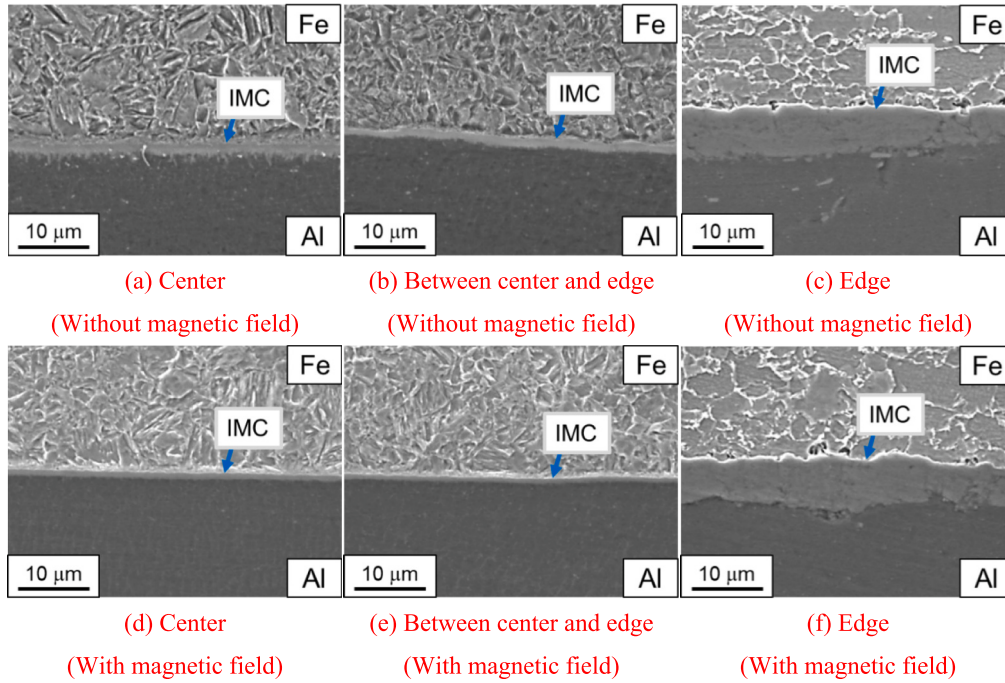 Fe
IMC
10 μm
Al
Fe
IMC
10 μm
Al
Fe
IMC
10 μm
Al
(a) Center
(b) Between center and edge
(c) Edge
(Without magnetic field)
(Without magnetic field)
(Without magnetic field)
Fe
IMC
10 μm
Al
Fe
IMC
10 μm
Al
Fe
IMC
10 μm
Al
(d) Center
(e) Between center and edge
(f) Edge
(With magnetic field)
(With magnetic field)
(With magnetic field)